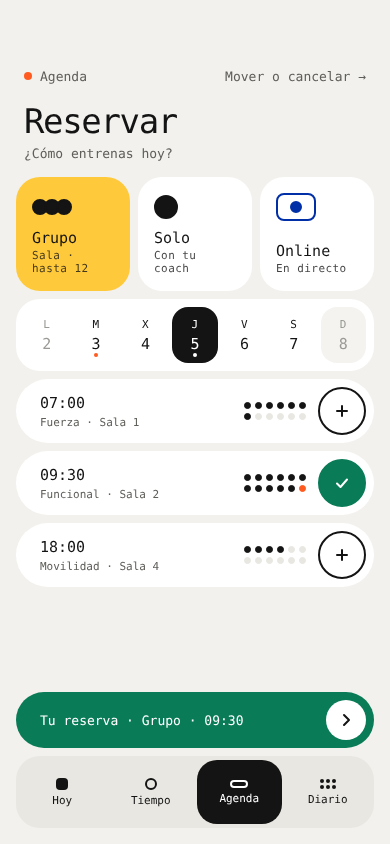 Agenda
Mover o cancelar →
Reservar
¿Cómo entrenas hoy?
Grupo
Sala ·
hasta 12
Solo
Con tu
coach
Online
En directo
L M X J V S D
2 3 4 5 6 7 8
07:00
Fuerza · Sala 1
09:30
Funcional · Sala 2
18:00
Movilidad · Sala 4
Tu reserva · Grupo · 09:30
Hoy
Tiempo
Agenda
Diario